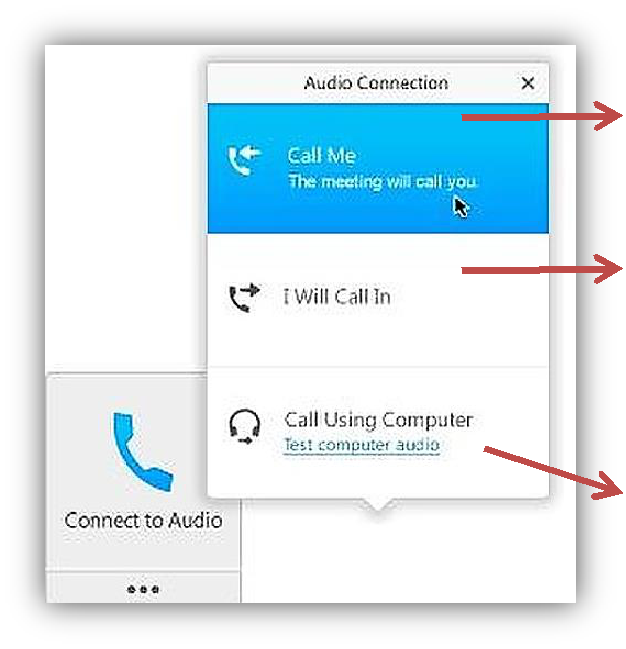 Audio Connection
Call Me
The meeting will call you.
I Will Call In
Call Using Computer
Test computer audio
Connect to Audio